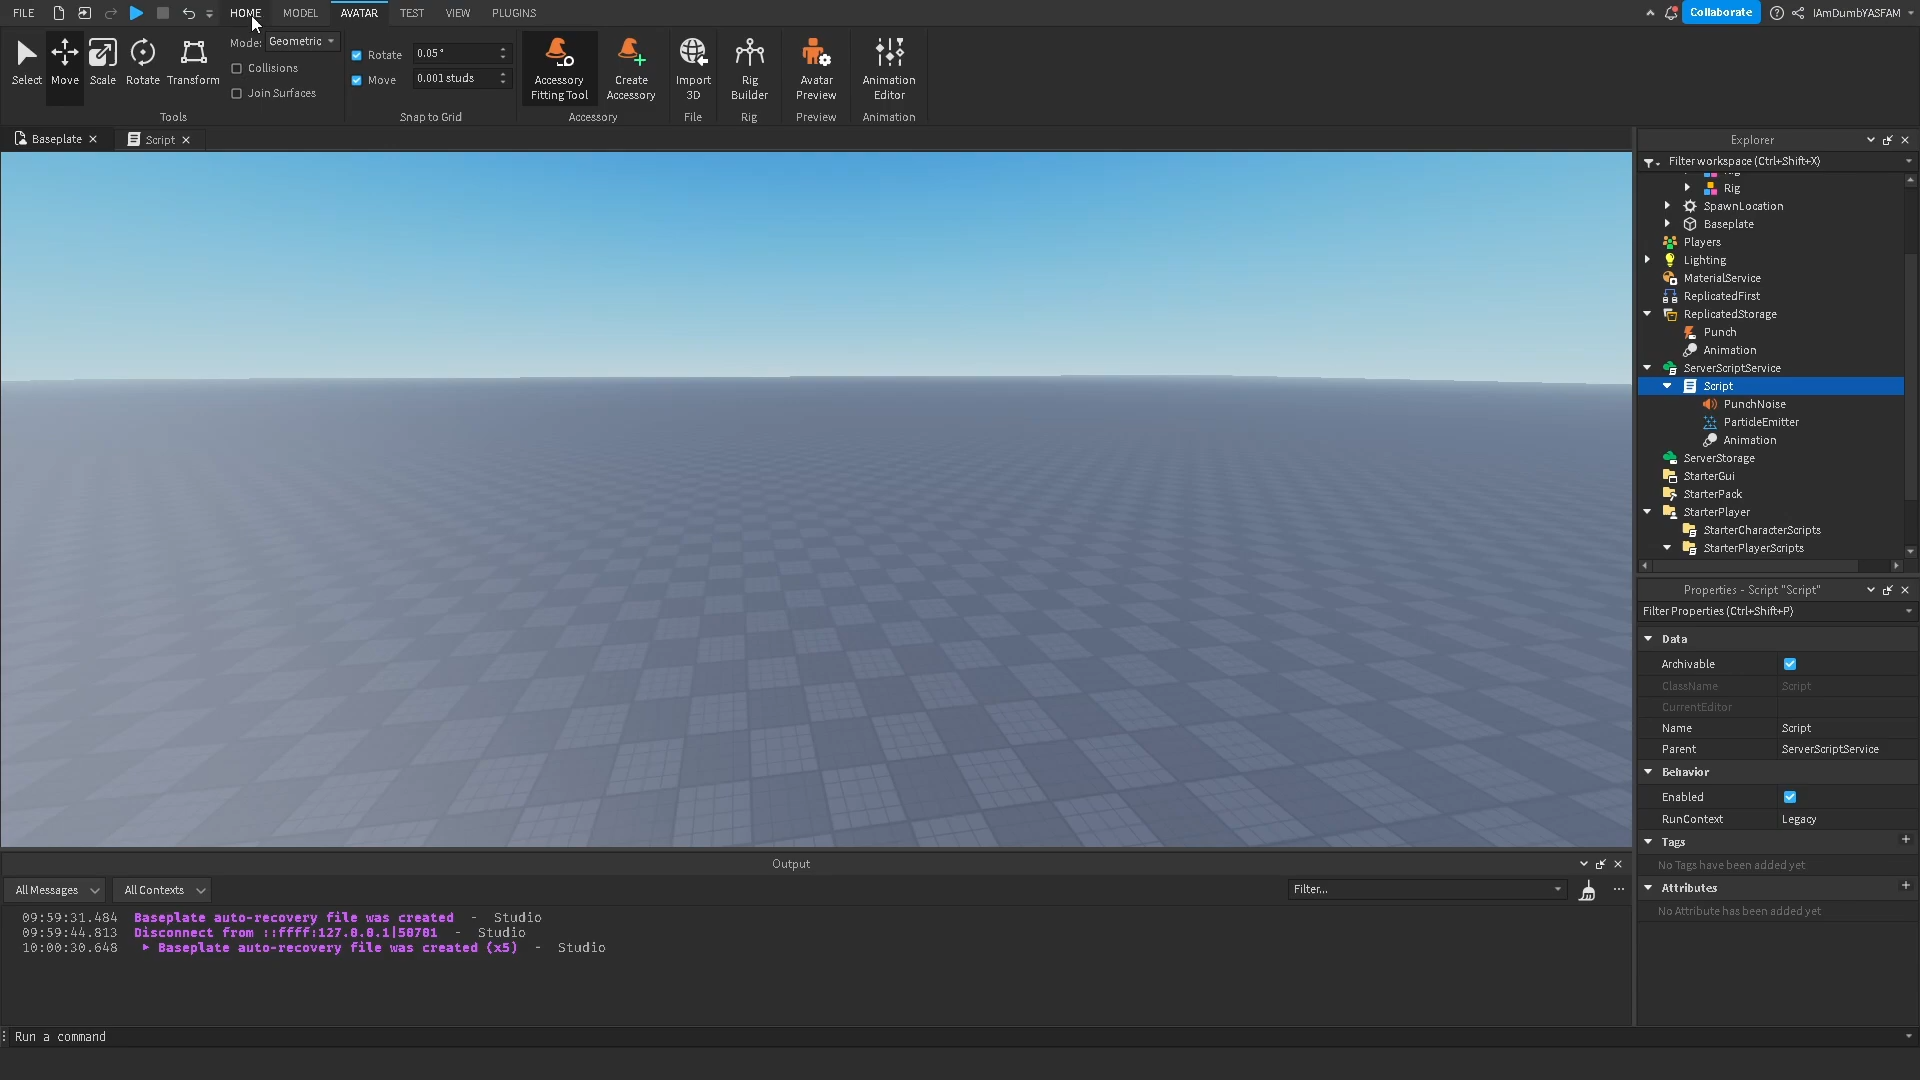 FILE HOME MODEL AVATAR TEST VIEW PLUGINS Collaborate IAmDumbYASFAM
Select Move Scale Rotate Transform
Mode: Geometric
Collisions
Join Surfaces
Tools
Rotate 0.05 °
Move 0.001 studs
Snap to Grid
Accessory Fitting Tool
Create Accessory
Accessory
Import 3D
File
Rig Builder
Rig
Avatar Preview
Preview
Animation Editor
Animation
Baseplate Script
Explorer
Filter workspace (Ctrl+Shift+X)
Rig
SpawnLocation
Baseplate
Players
Lighting
MaterialService
ReplicatedFirst
ReplicatedStorage
Punch
Animation
ServerScriptService
Script
PunchNoise
ParticleEmitter
Animation
ServerStorage
StarterGui
StarterPack
StarterPlayer
StarterCharacterScripts
StarterPlayerScripts
Properties - Script "Script"
Filter Properties (Ctrl+Shift+P)
Data
Archivable
ClassName Script
CurrentEditor
Name Script
Parent ServerScriptService
Behavior
Enabled
RunContext Legacy
Tags +
No Tags have been added yet
Attributes +
No Attribute has been added yet
Output
All Messages All Contexts Filter...
09:59:31.484 Baseplate auto-recovery file was created - Studio
09:59:44.813 Disconnect from ::ffff:127.0.0.1|50701 - Studio
10:00:30.648 Baseplate auto-recovery file was created (x5) - Studio
Run a command